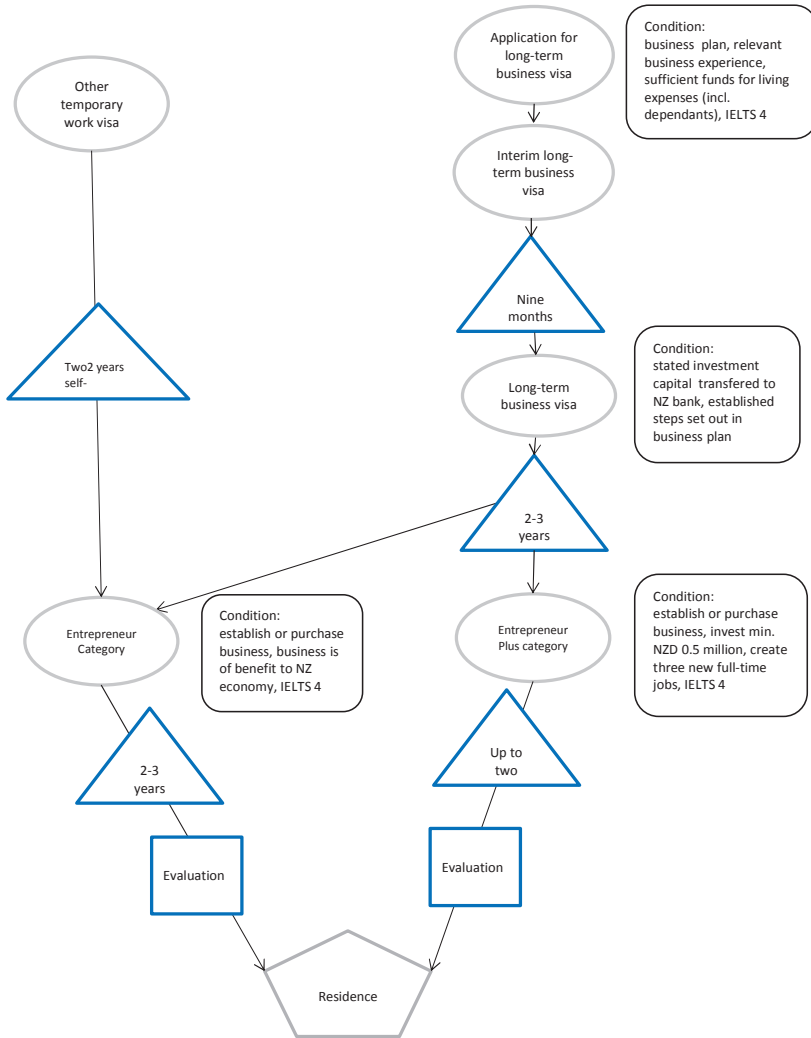 Application for
long-term
business visa
Condition:
business plan, relevant
business experience,
sufficient funds for living
expenses (incl.
dependants), IELTS 4
Other
temporary
work visa
Interim long-
term business
visa
Nine
months
Two2 years
self-
Long-term
business visa
Condition:
stated investment
capital transfered to
NZ bank, established
steps set out in
business plan
2-3
years
Entrepreneur
Category
Condition:
establish or purchase
business, business is
of benefit to NZ
economy, IELTS 4
Entrepreneur
Plus category
Condition:
establish or purchase
business, invest min.
NZD 0.5 million, create
three new full-time
jobs, IELTS 4
2-3
years
Up to
two
Evaluation
Evaluation
Residence